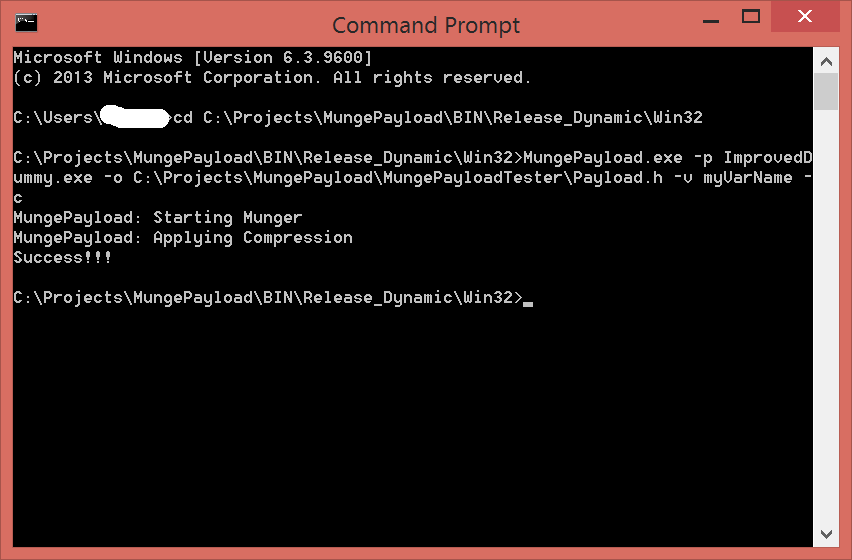 Command Prompt
Microsoft Windows [Version 6.3.9600]
(c) 2013 Microsoft Corporation. All rights reserved.
C:\Users\ cd C:\Projects\MungePayload\BIN\Release_Dynamic\Win32
C:\Projects\MungePayload\BIN\Release_Dynamic\Win32>MungePayload.exe -p ImprovedD
ummy.exe -o C:\Projects\MungePayload\MungePayloadTester\Payload.h -v myVarName -
c
MungePayload: Starting Munger
MungePayload: Applying Compression
Success!!!
C:\Projects\MungePayload\BIN\Release_Dynamic\Win32>_